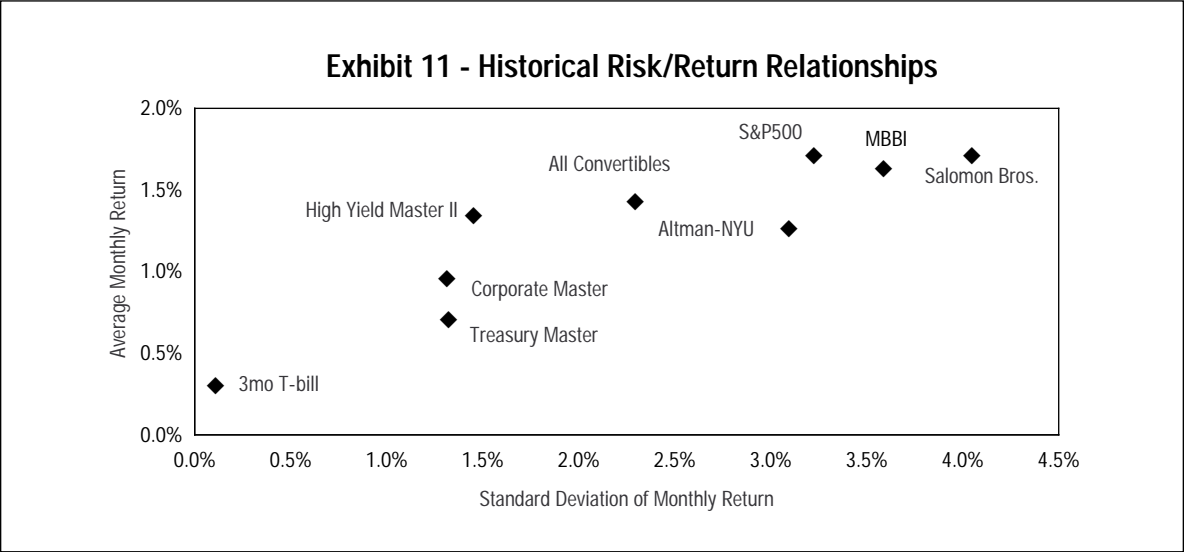 Exhibit 11 - Historical Risk/Return Relationships
Average Monthly Return
2.0%
1.5%
1.0%
0.5%
0.0%
S&P500
MBBI
All Convertibles
Salomon Bros.
High Yield Master II
Altman-NYU
Corporate Master
Treasury Master
3mo T-bill
0.0% 0.5% 1.0% 1.5% 2.0% 2.5% 3.0% 3.5% 4.0% 4.5%
Standard Deviation of Monthly Return